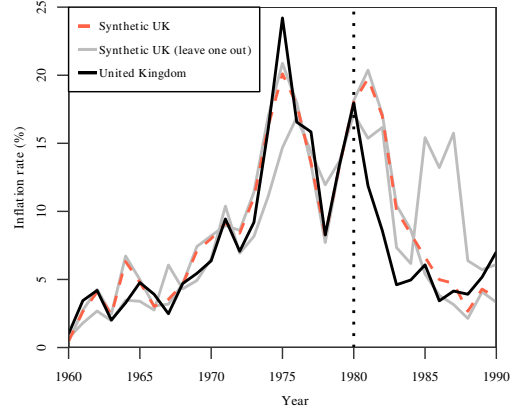 Synthetic UK
Synthetic UK (leave one out)
United Kingdom
Inflation rate (%)
25
20
15
10
5
0
1960 1965 1970 1975 1980 1985 1990
Year